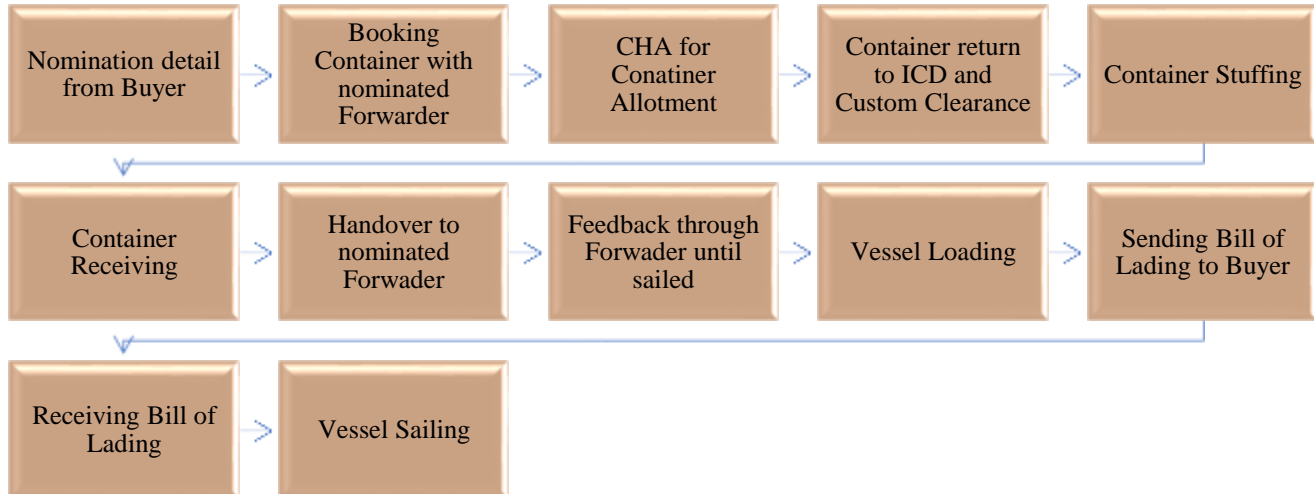 Nomination detail
from Buyer
Booking
Container with
nominated
Forwarder
CHA for
Conatiner
Allotment
Container return
to ICD and
Custom Clearance
Container Stuffing
Container
Receiving
Handover to
nominated
Forwader
Feedback through
Forwader until
sailed
Vessel Loading
Sending Bill of
Lading to Buyer
Receiving Bill of
Lading
Vessel Sailing